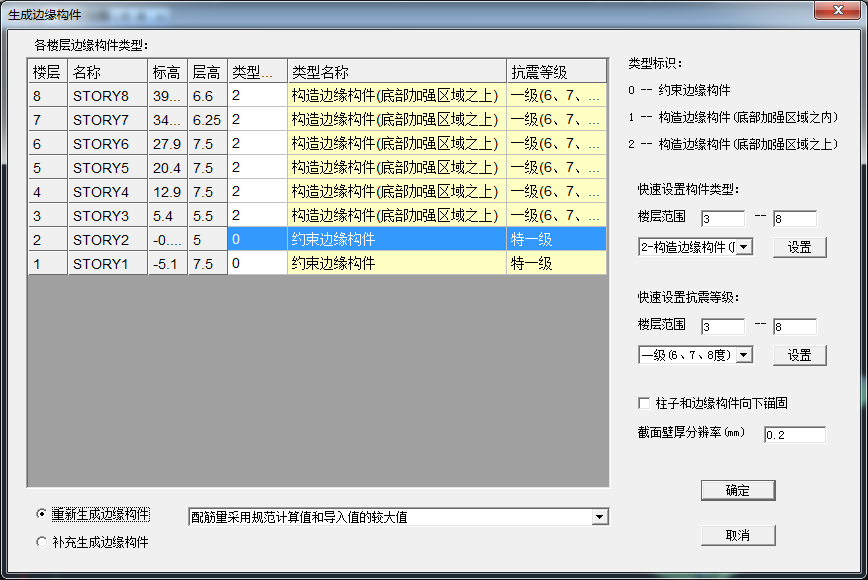 生成边缘构件
各楼层边缘构件类型:
楼层 名称 标高 层高 类型... 类型名称 抗震等级
8 STORY8 39... 6.6 2 构造边缘构件(底部加强区域之上) 一级(6、7、...
7 STORY7 34... 6.25 2 构造边缘构件(底部加强区域之上) 一级(6、7、...
6 STORY6 27.9 7.5 2 构造边缘构件(底部加强区域之上) 一级(6、7、...
5 STORY5 20.4 7.5 2 构造边缘构件(底部加强区域之上) 一级(6、7、...
4 STORY4 12.9 7.5 2 构造边缘构件(底部加强区域之上) 一级(6、7、...
3 STORY3 5.4 5.5 2 构造边缘构件(底部加强区域之上) 一级(6、7、...
2 STORY2 -0.... 5 0 约束边缘构件 特一级
1 STORY1 -5.1 7.5 0 约束边缘构件 特一级
类型标识:
0 -- 约束边缘构件
1 -- 构造边缘构件(底部加强区域之内)
2 -- 构造边缘构件(底部加强区域之上)
快速设置构件类型:
楼层范围 3 -- 8
2-构造边缘构件( 设置
快速设置抗震等级:
楼层范围 3 -- 8
一级(6、7、8度) 设置
柱子和边缘构件向下锚固
截面壁厚分辨率(mm) 0.2
确定
取消
重新生成边缘构件
补充生成边缘构件
配筋量采用规范计算值和导入值的较大值